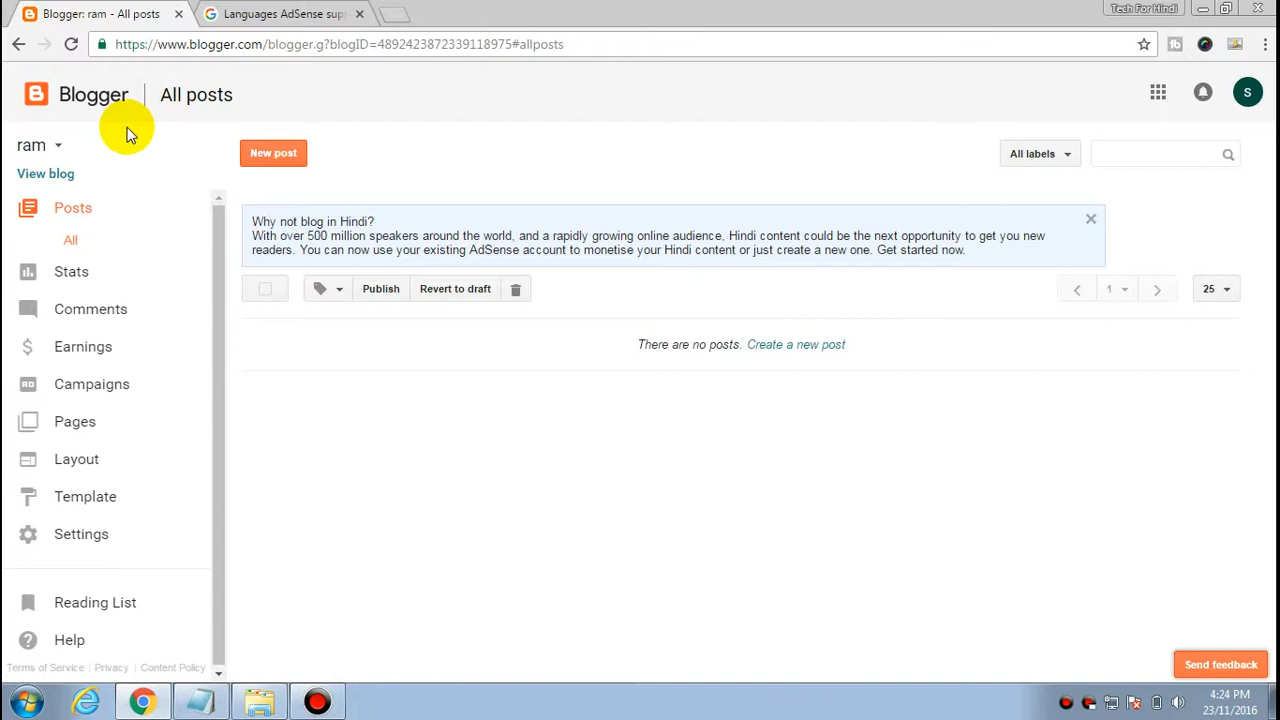 Blogger: ram - All posts
Languages AdSense sup
Tech For Hindi
https://www.blogger.com/blogger.g?blogID=4892423872339118975#allposts
Blogger
All posts
S
ram
View blog
New post
All labels
Posts
All
Stats
Comments
Earnings
Campaigns
Pages
Layout
Template
Settings
Reading List
Help
Terms of Service
Privacy
Content Policy
Why not blog in Hindi?
With over 500 million speakers around the world, and a rapidly growing online audience, Hindi content could be the next opportunity to get you new
readers. You can now use your existing AdSense account to monetise your Hindi content or just create a new one. Get started now.
Publish
Revert to draft
1
25
There are no posts. Create a new post
Send feedback
4:24 PM
23/11/2016